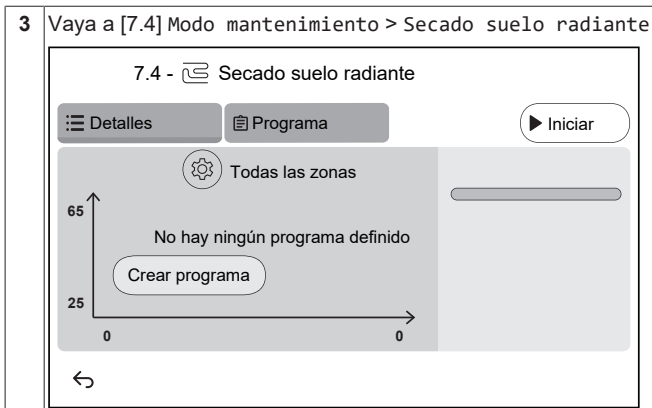 3 Vaya a [7.4] Modo mantenimiento > Secado suelo radiante
7.4 - Secado suelo radiante
Detalles Programa Iniciar
Todas las zonas
65
No hay ningún programa definido
Crear programa
25
0 0